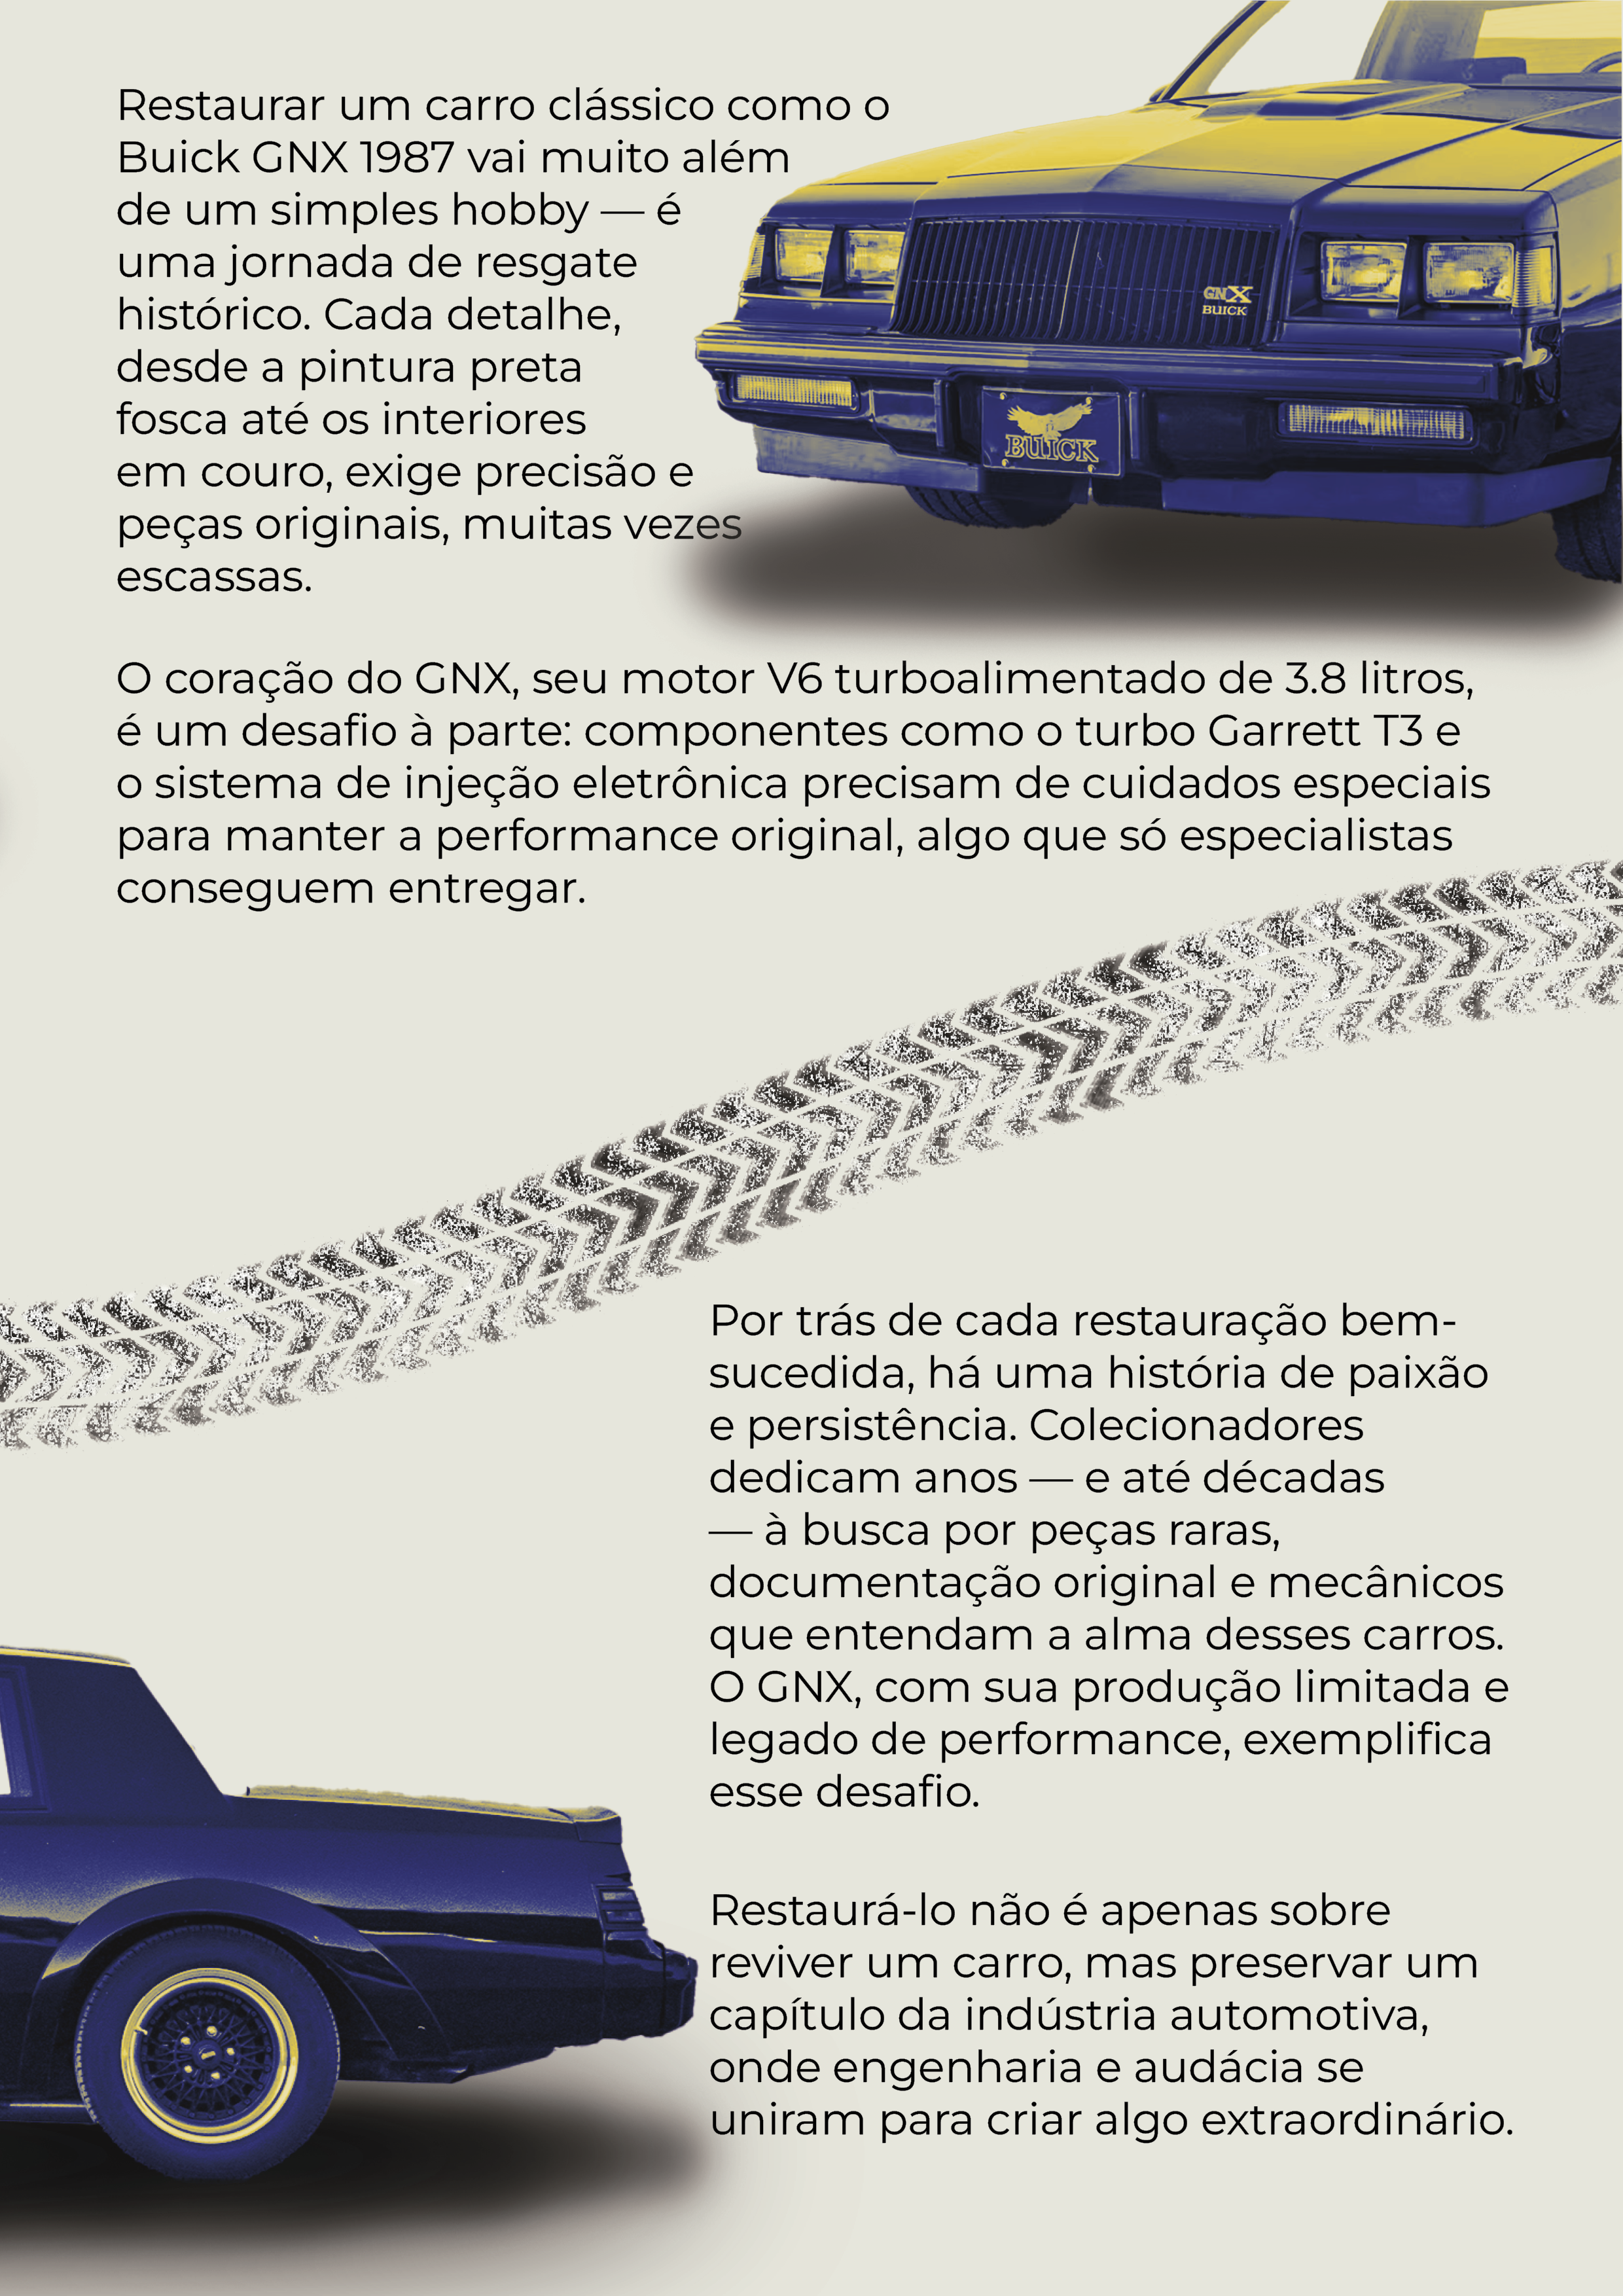 Restaurar um carro clássico como o
Buick GNX 1987 vai muito além
de um simples hobby — é
uma jornada de resgate
histórico. Cada detalhe,
desde a pintura preta
fosca até os interiores
em couro, exige precisão e
peças originais, muitas vezes
escassas.
GNX
BUICK
BUICK
O coração do GNX, seu motor V6 turboalimentado de 3.8 litros,
é um desafio à parte: componentes como o turbo Garrett T3 e
o sistema de injeção eletrônica precisam de cuidados especiais
para manter a performance original, algo que só especialistas
conseguem entregar.
Por trás de cada restauração bem-
sucedida, há uma história de paixão
e persistência. Colecionadores
dedicam anos — e até décadas
— à busca por peças raras,
documentação original e mecânicos
que entendam a alma desses carros.
O GNX, com sua produção limitada e
legado de performance, exemplifica
esse desafio.
Restaurá-lo não é apenas sobre
reviver um carro, mas preservar um
capítulo da indústria automotiva,
onde engenharia e audácia se
uniram para criar algo extraordinário.